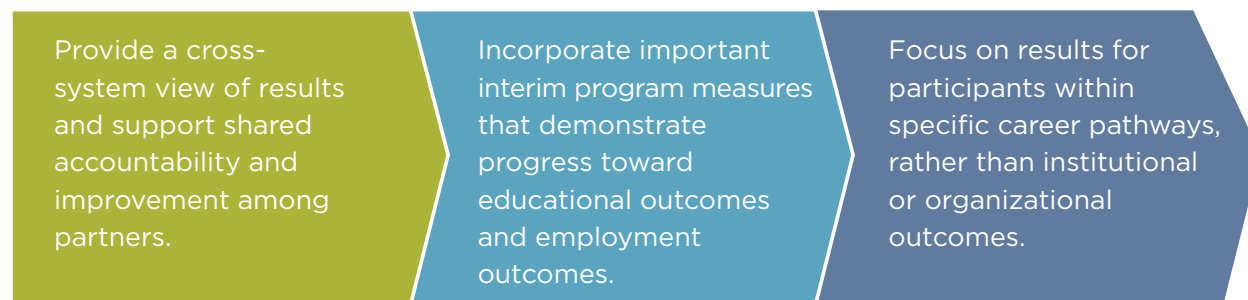 Provide a cross-
system view of results
and support shared
accountability and
improvement among
partners.
Incorporate important
interim program measures
that demonstrate
progress toward
educational outcomes
and employment
outcomes.
Focus on results for
participants within
specific career pathways,
rather than institutional
or organizational
outcomes.